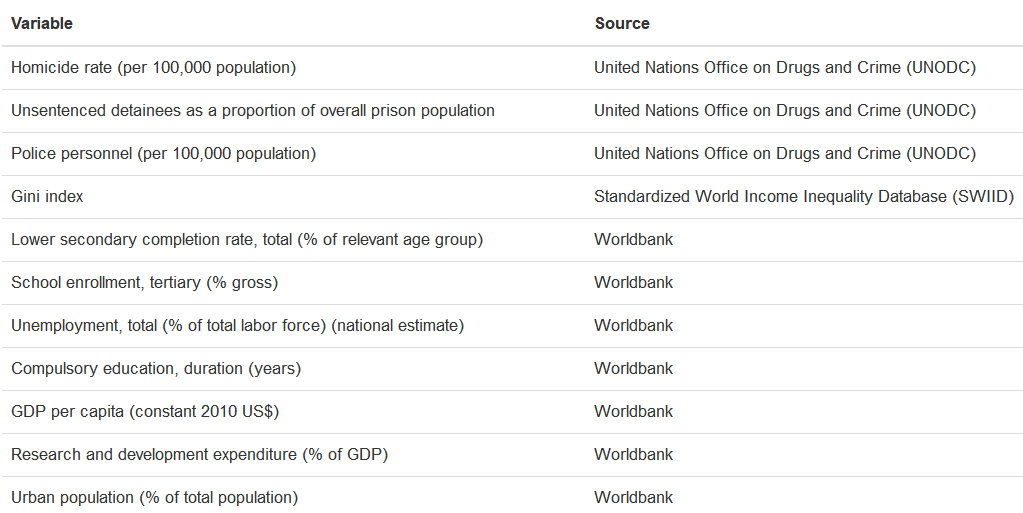 Variable Source
Homicide rate (per 100,000 population) United Nations Office on Drugs and Crime (UNODC)
Unsentenced detainees as a proportion of overall prison population United Nations Office on Drugs and Crime (UNODC)
Police personnel (per 100,000 population) United Nations Office on Drugs and Crime (UNODC)
Gini index Standardized World Income Inequality Database (SWIID)
Lower secondary completion rate, total (% of relevant age group) Worldbank
School enrollment, tertiary (% gross) Worldbank
Unemployment, total (% of total labor force) (national estimate) Worldbank
Compulsory education, duration (years) Worldbank
GDP per capita (constant 2010 US$) Worldbank
Research and development expenditure (% of GDP) Worldbank
Urban population (% of total population) Worldbank